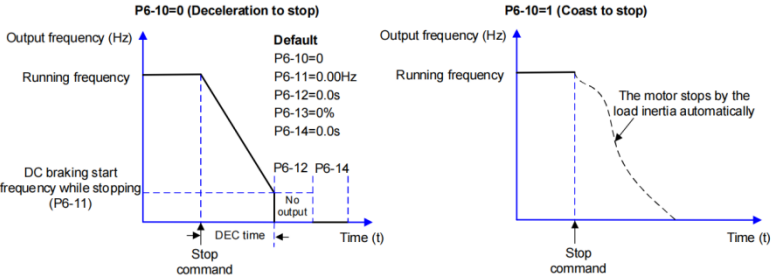 P6-10=0 (Deceleration to stop)
Output frequency (Hz)
Default
P6-10=0
P6-11=0.00Hz
P6-12=0.0s
P6-13=0%
P6-14=0.0s
Running frequency
DC braking start
frequency while stopping
(P6-11)
P6-12 P6-14
No
output
DEC time
Time (t)
Stop
command
P6-10=1 (Coast to stop)
Output frequency (Hz)
Running frequency
The motor stops by the
load inertia automatically
Time (t)
Stop
command